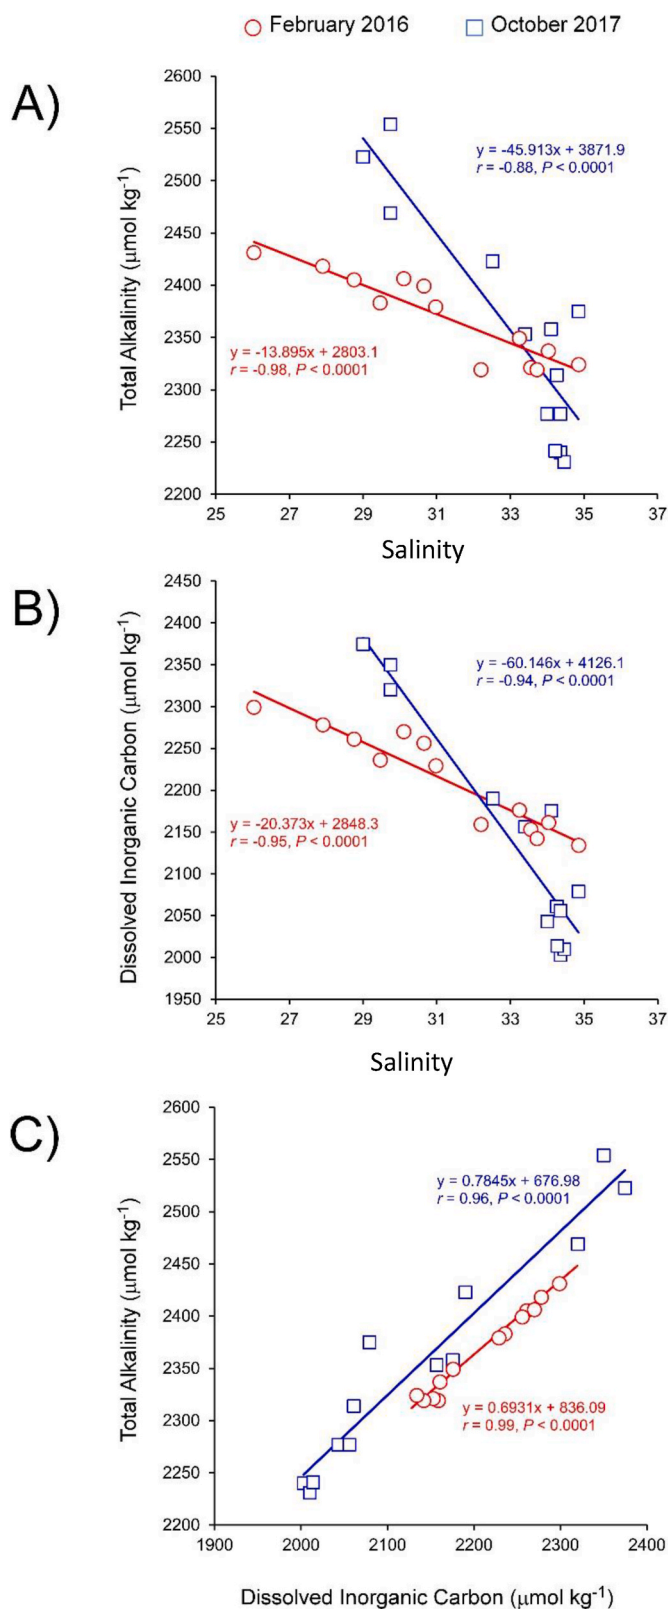 February 2016 October 2017
A)
Total Alkalinity (μmol kg-1)
2600
2550
2500
2450
2400
2350
2300
2250
2200
y = -45.913x + 3871.9
r = -0.88, P < 0.0001
y = -13.895x + 2803.1
r = -0.98, P < 0.0001
25 27 29 31 33 35 37
Salinity
B)
Dissolved Inorganic Carbon (μmol kg-1)
2450
2400
2350
2300
2250
2200
2150
2100
2050
2000
1950
y = -60.146x + 4126.1
r = -0.94, P < 0.0001
y = -20.373x + 2848.3
r = -0.95, P < 0.0001
25 27 29 31 33 35 37
Salinity
C)
Total Alkalinity (μmol kg-1)
2600
2550
2500
2450
2400
2350
2300
2250
2200
y = 0.7845x + 676.98
r = 0.96, P < 0.0001
y = 0.6931x + 836.09
r = 0.99, P < 0.0001
1900 2000 2100 2200 2300 2400
Dissolved Inorganic Carbon (μmol kg-1)